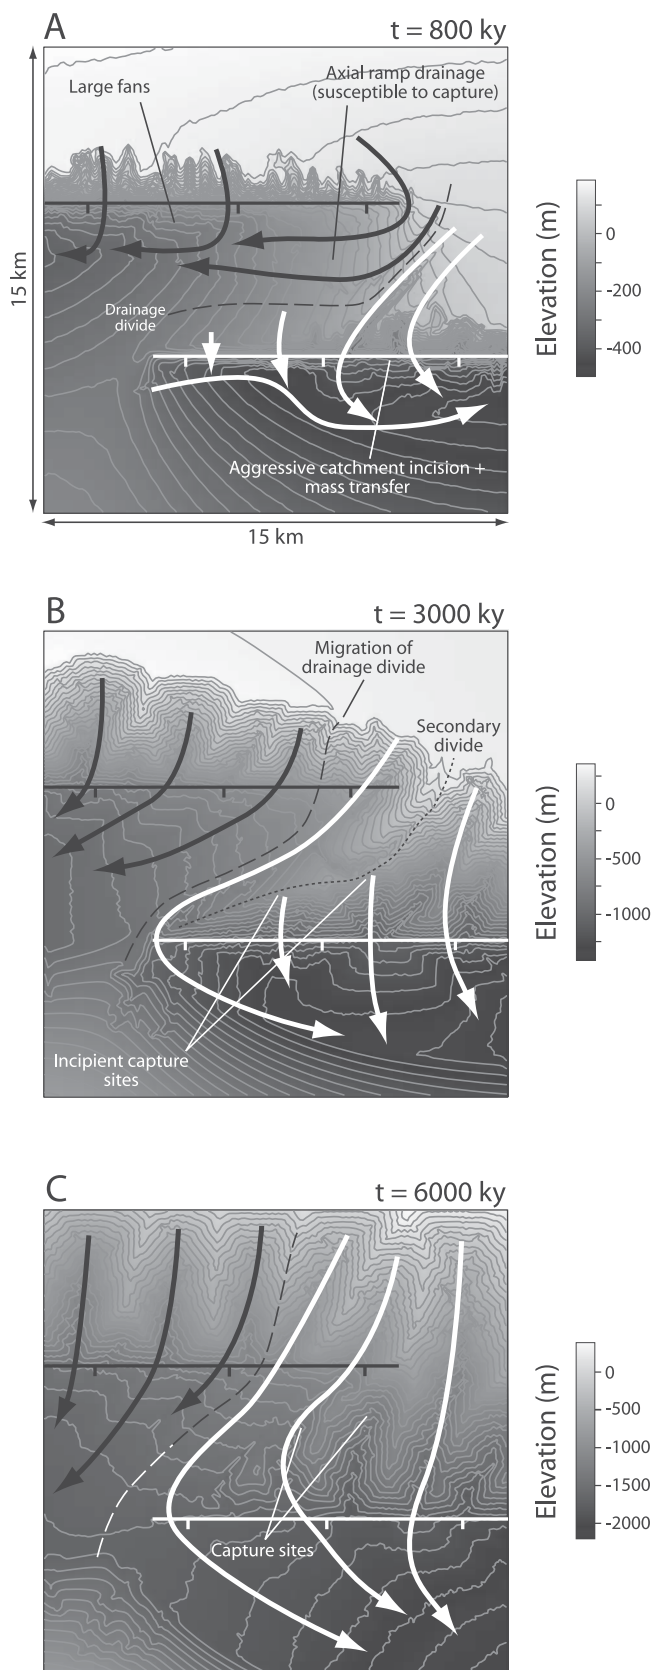 A
t = 800 ky
Large fans
Axial ramp drainage
(susceptible to capture)
Drainage
divide
Aggressive catchment incision +
mass transfer
15 km
15 km
Elevation (m)
0
-200
-400
B
t = 3000 ky
Migration of
drainage divide
Secondary
divide
Incipient capture
sites
Elevation (m)
0
-500
-1000
C
t = 6000 ky
Capture sites
Elevation (m)
0
-500
-1000
-1500
-2000